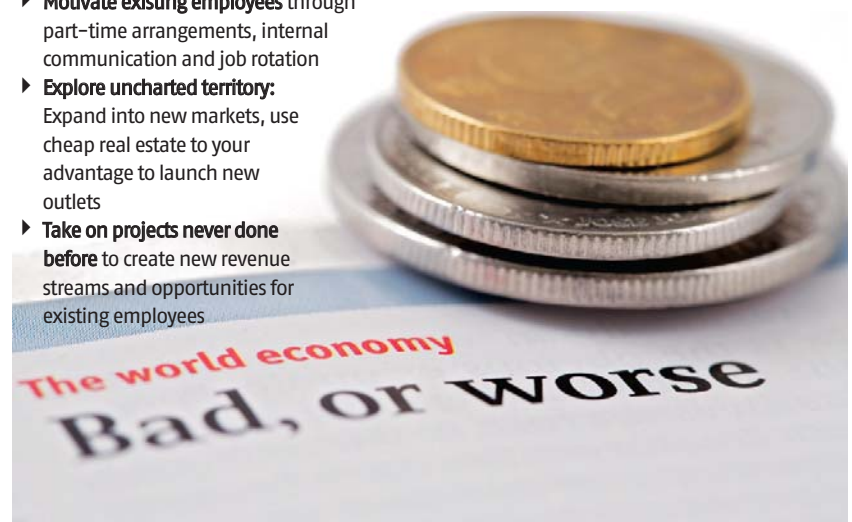 Motivate existing employees through
part-time arrangements, internal
communication and job rotation
Explore uncharted territory:
Expand into new markets, use
cheap real estate to your
advantage to launch new
outlets
Take on projects never done
before to create new revenue
streams and opportunities for
existing employees
The world economy
Bad, or worse